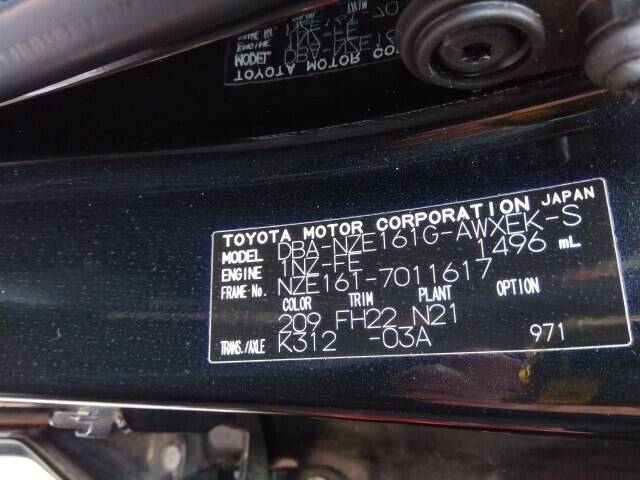 TOYOTA MOTOR CORPORATION JAPAN
MODEL DBA-NZE161G-AWXEK-S
ENGINE 1NZ-FE 1496 mL
FRAME No. NZE161-7011617
COLOR TRIM PLANT OPTION
209 FH22 N21
TRANS./AXLE K312 -03A 971